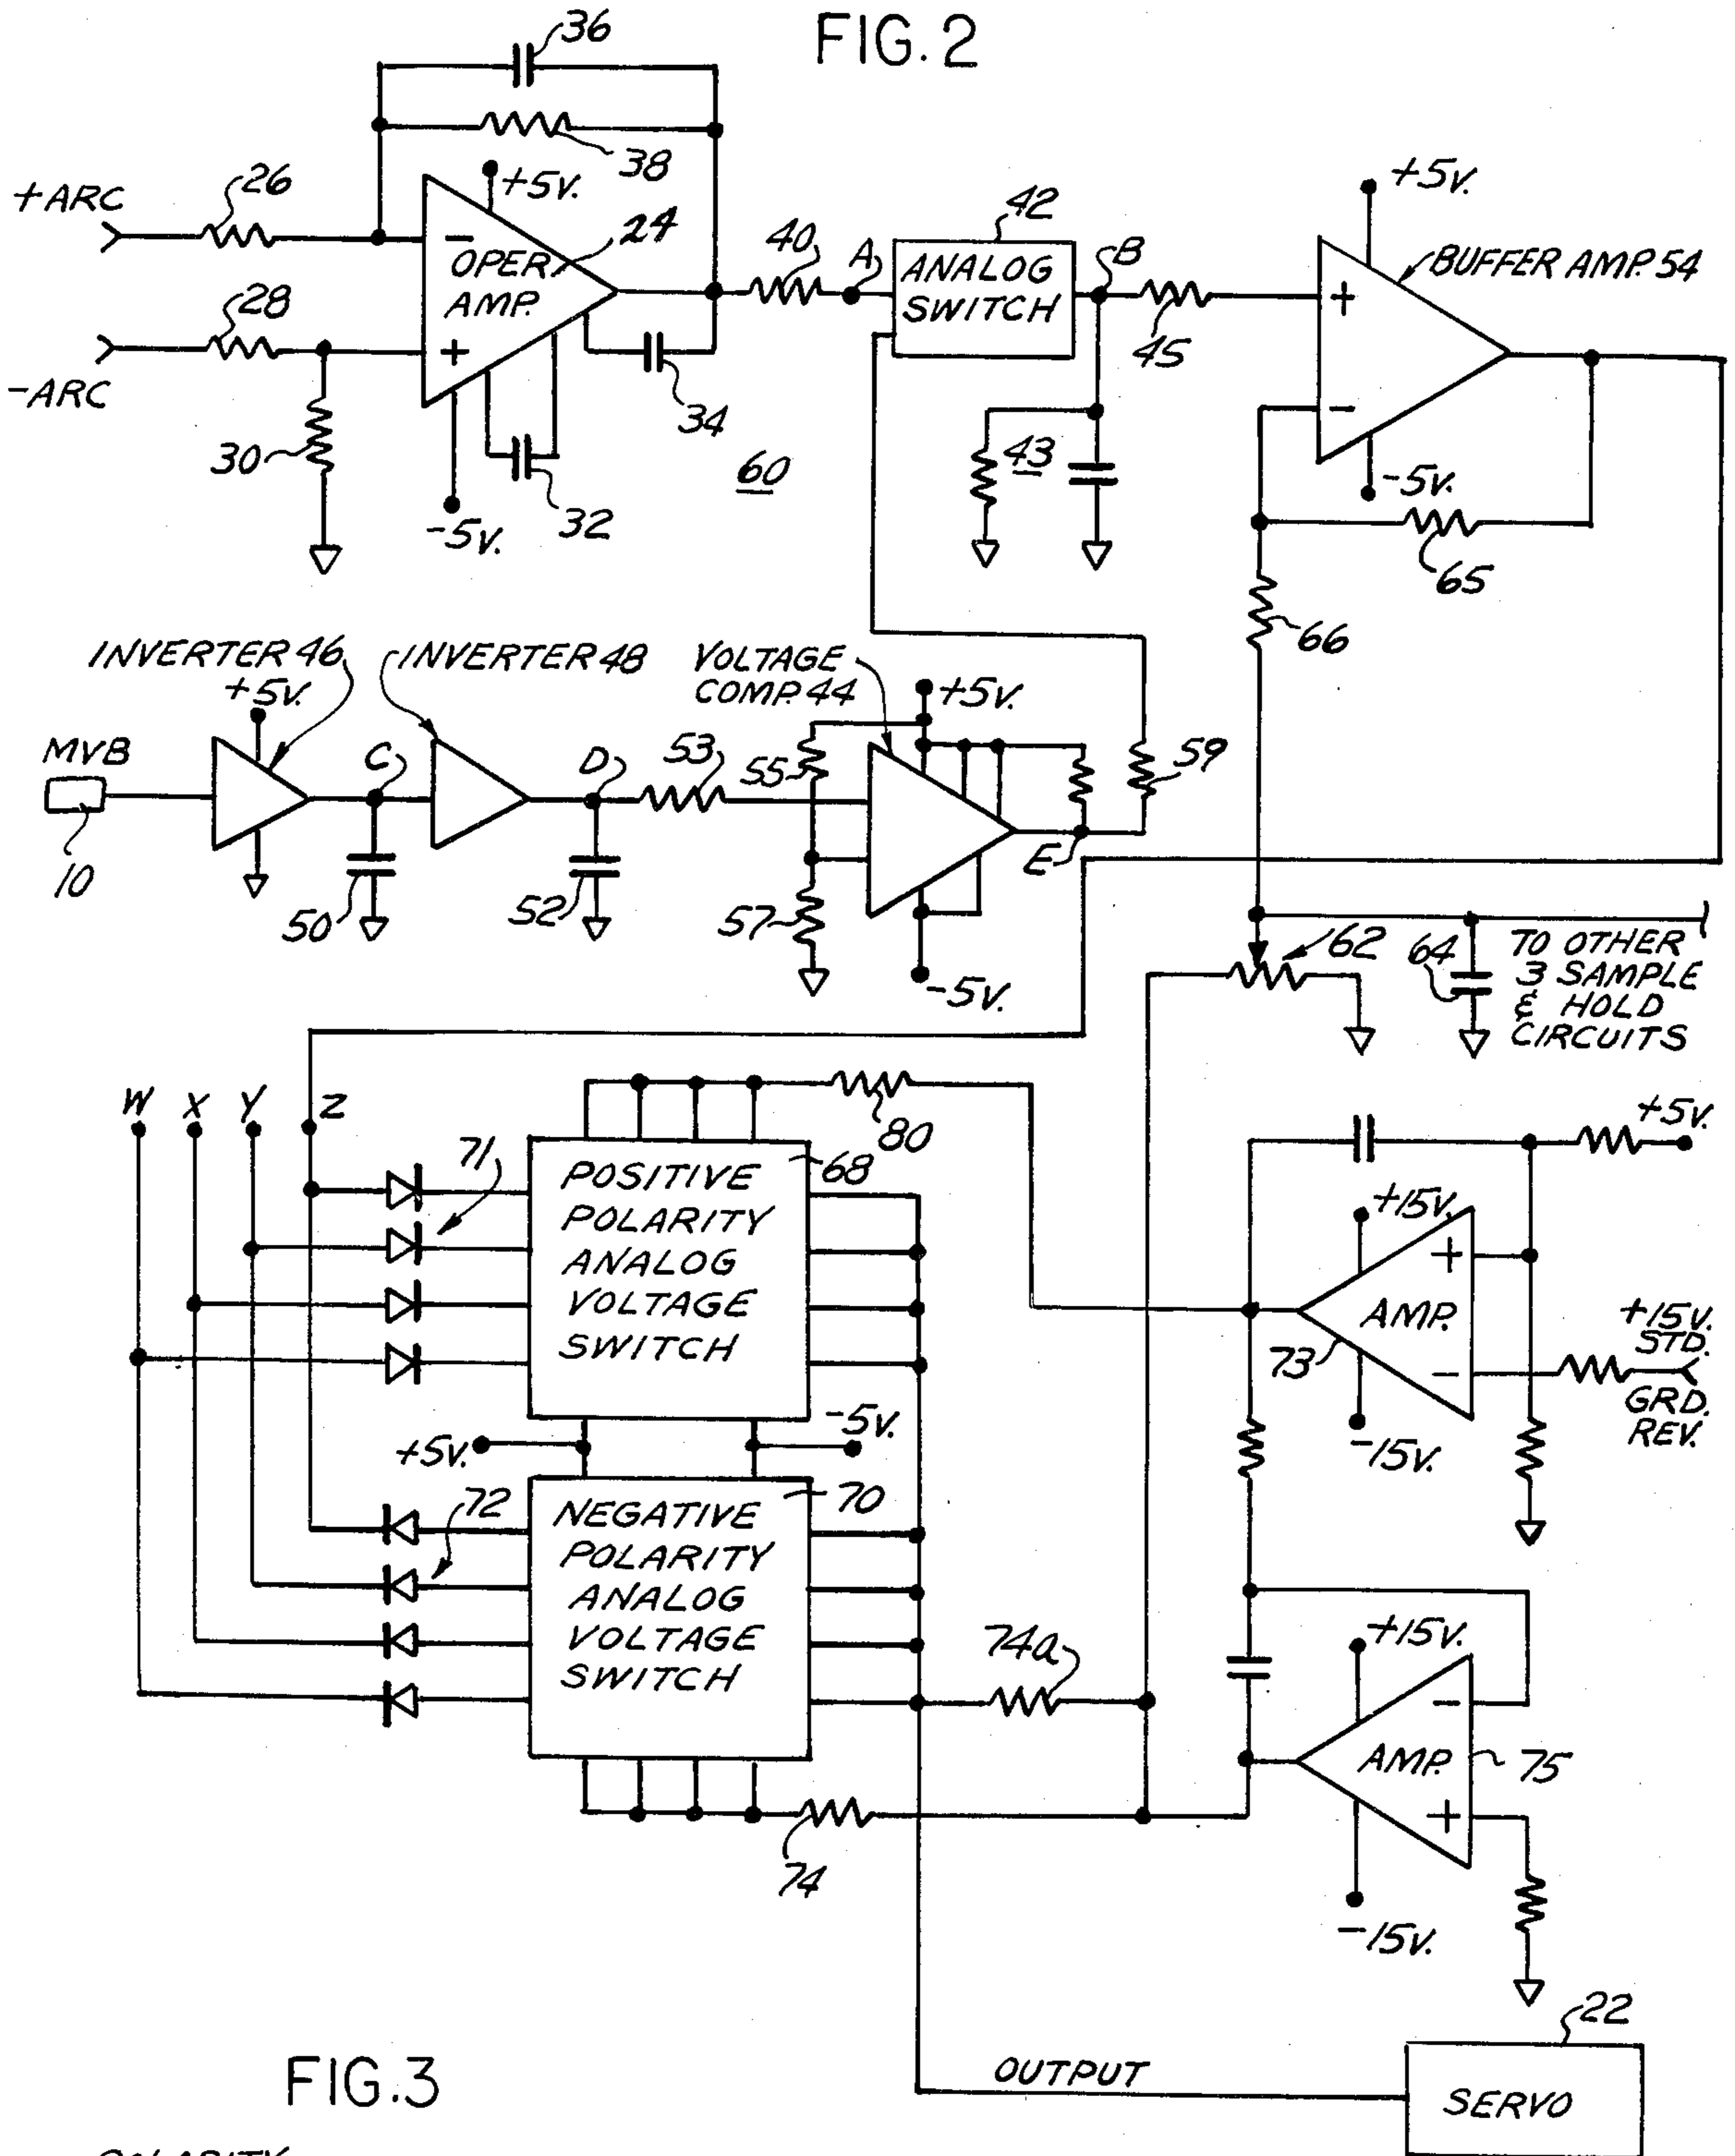 FIG. 2
36
38
+5V.
+ARC
26
OPER
AMP.
24
-
+
-ARC
28
30
-5V.
32
34
60
40
A
42
ANALOG
SWITCH
B
45
43
+5V.
BUFFER AMP. 54
+
-
-5V.
65
66
INVERTER 46
+5V.
INVERTER 48
VOLTAGE
COMP. 44
+5V.
MVB
10
C
50
D
52
53
55
57
E
59
-5V.
62
64
TO OTHER
3 SAMPLE
& HOLD
CIRCUITS
W X Y Z
71
80
68
POSITIVE
POLARITY
ANALOG
VOLTAGE
SWITCH
+5V.
-5V.
72
70
NEGATIVE
POLARITY
ANALOG
VOLTAGE
SWITCH
74a
74
+5V.
+15V.
+
AMP.
73
-
-15V.
+15V.
STD.
GRD.
REV.
+15V.
-
AMP.
75
+
-15V.
22
OUTPUT
SERVO
FIG.3
POLARITY